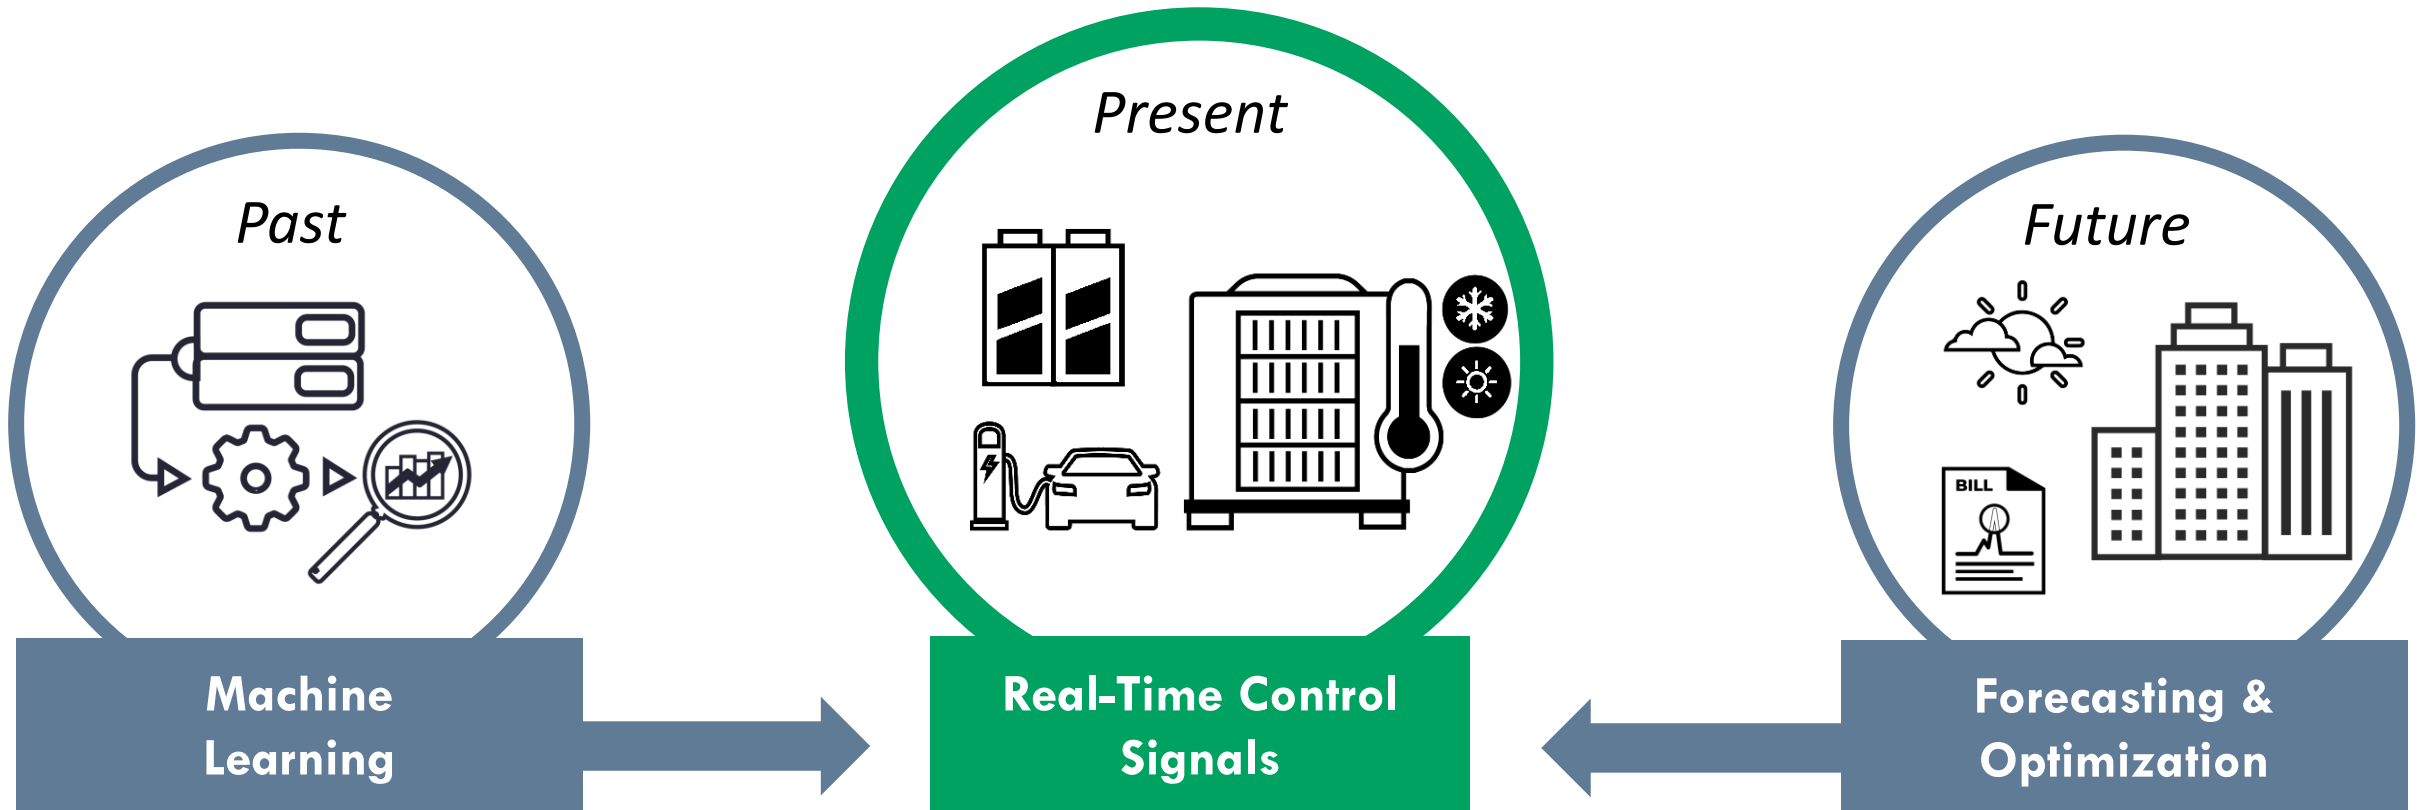 Past
Present
Future
BILL
Machine
Learning
Real-Time Control
Signals
Forecasting &
Optimization